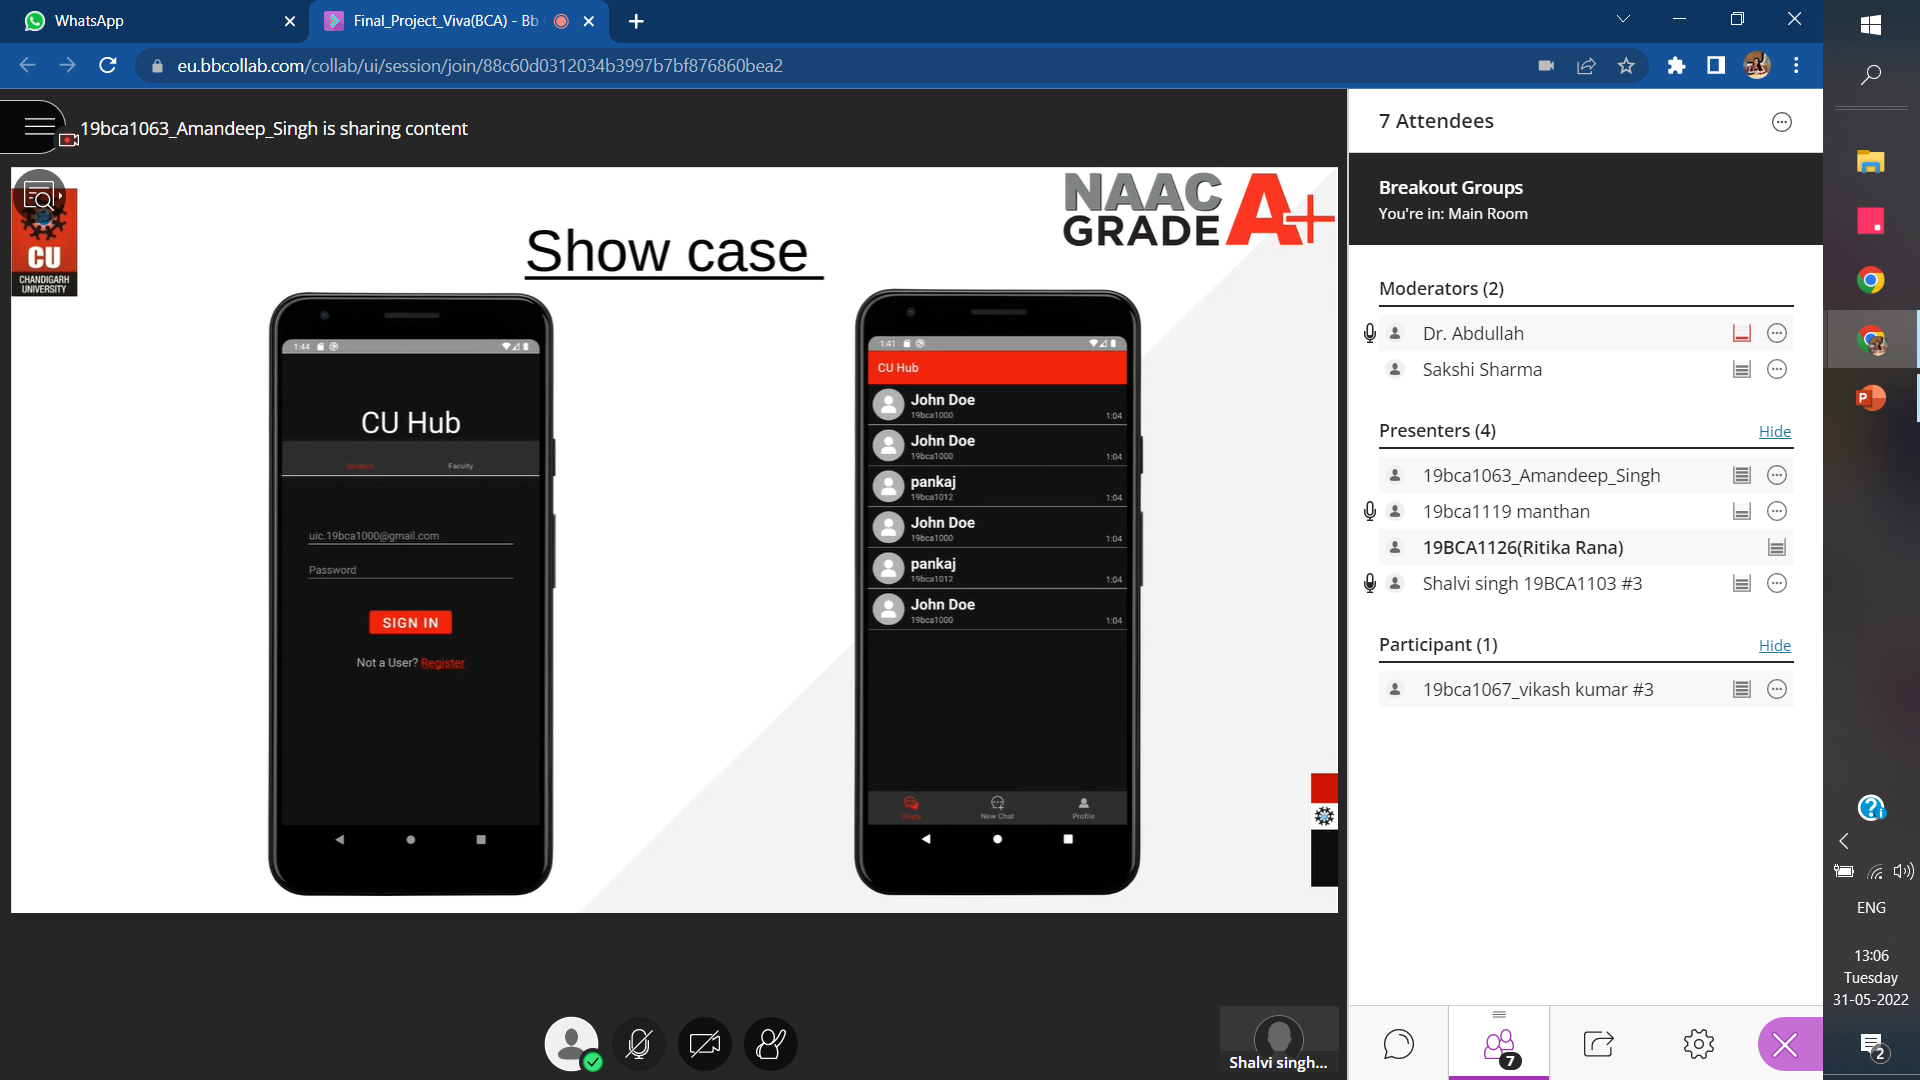 WhatsApp
Final_Project_Viva(BCA) - Bb
eu.bbcollab.com/collab/ui/session/join/88c60d0312034b3997b7bf876860bea2
19bca1063_Amandeep_Singh is sharing content
CU
CHANDIGARH
UNIVERSITY
NAAC
GRADE A+
Show case
1:44
CU Hub
Student Faculty
uic.19bca1000@gmail.com
Password
SIGN IN
Not a User? Register
1:41
CU Hub
John Doe
19bca1000 1:04
John Doe
19bca1000 1:04
pankaj
19bca1012 1:04
John Doe
19bca1000 1:04
pankaj
19bca1012 1:04
John Doe
19bca1000 1:04
Chats New Chat Profile
Shalvi singh...
7 Attendees
Breakout Groups
You're in: Main Room
Moderators (2)
Dr. Abdullah
Sakshi Sharma
Presenters (4) Hide
19bca1063_Amandeep_Singh
19bca1119 manthan
19BCA1126(Ritika Rana)
Shalvi singh 19BCA1103 #3
Participant (1) Hide
19bca1067_vikash kumar #3
7
ENG
13:06
Tuesday
31-05-2022
2